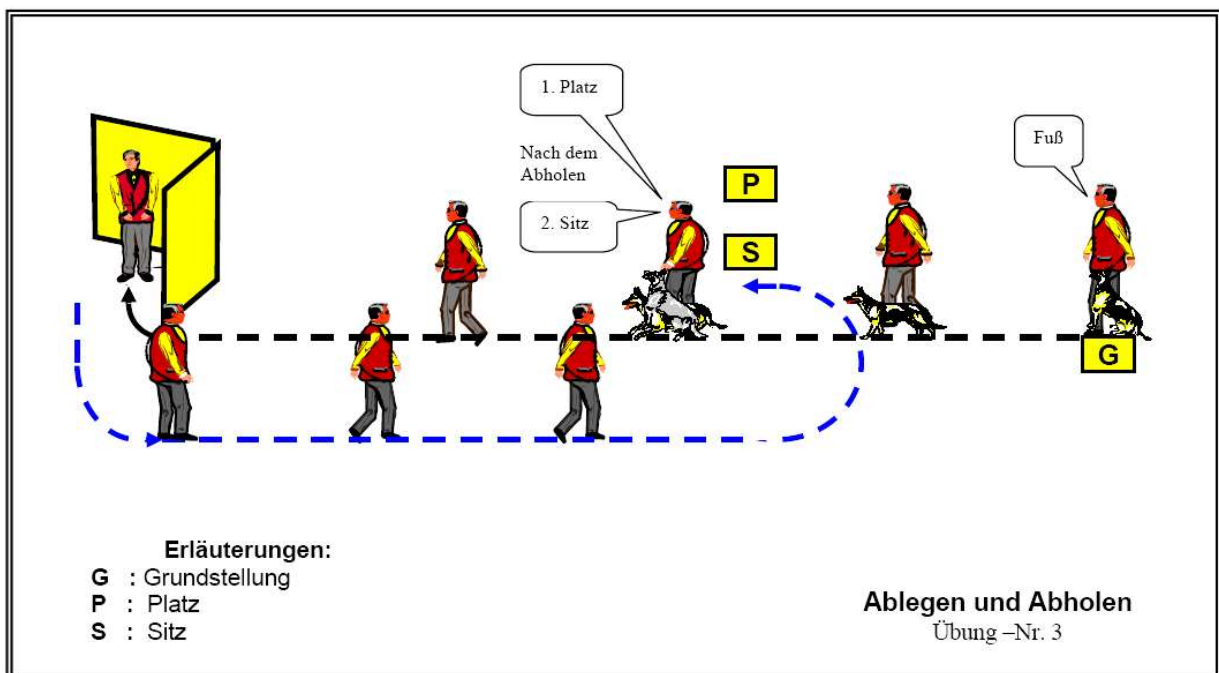 1. Platz
Nach dem
Abholen
2. Sitz
P
S
Fuß
G
Erläuterungen:
G : Grundstellung
P : Platz
S : Sitz
Ablegen und Abholen
Übung –Nr. 3